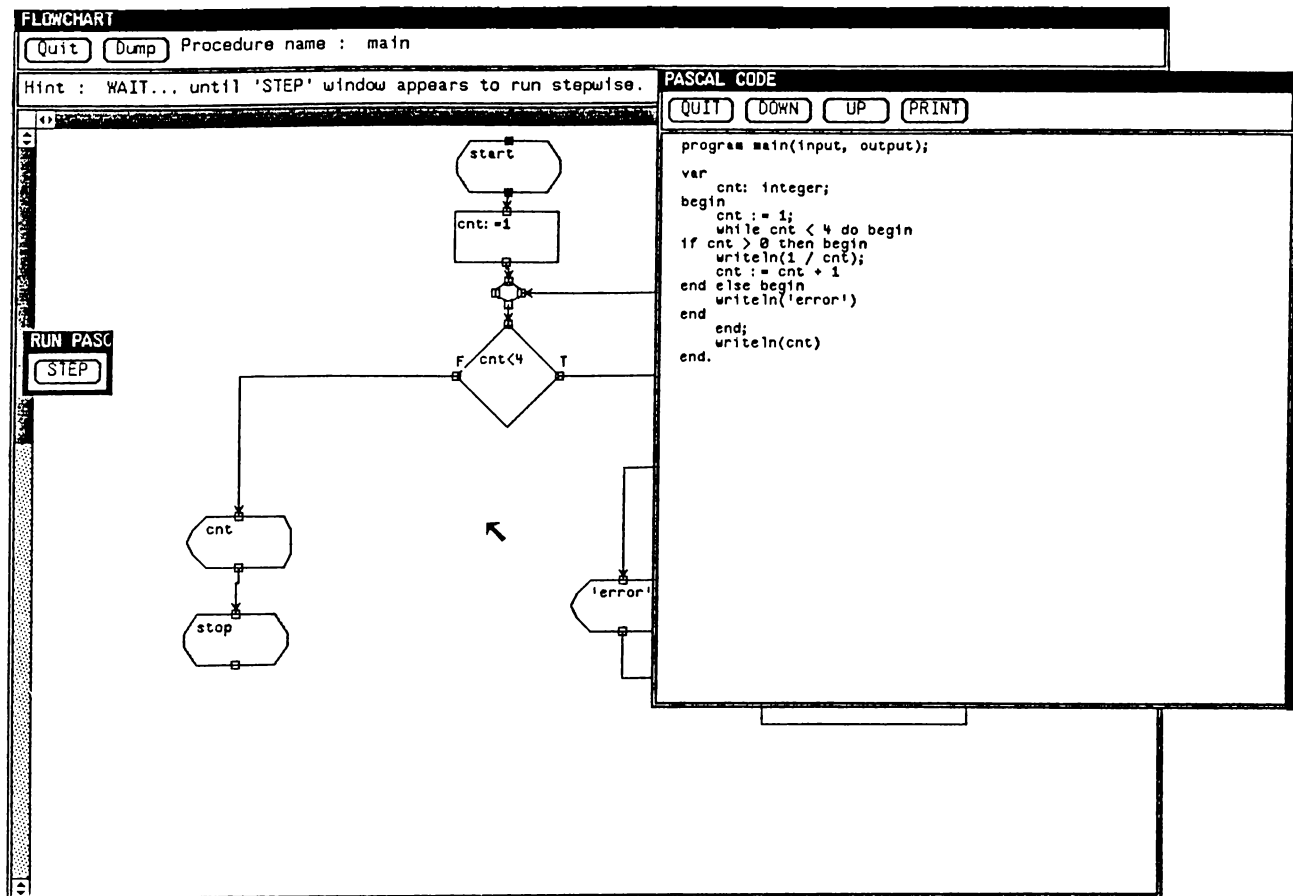 FLOWCHART
Quit Dump Procedure name : main
Hint : WAIT... until 'STEP' window appears to run stepwise.
start
cnt:=1
F cnt<4 T
cnt
stop
'error'
RUN PASC
STEP
PASCAL CODE
QUIT DOWN UP PRINT
program main(input, output);
var
cnt: integer;
begin
cnt := 1;
while cnt < 4 do begin
if cnt > 0 then begin
writeln(1 / cnt);
cnt := cnt + 1
end else begin
writeln('error')
end
end;
writeln(cnt)
end.